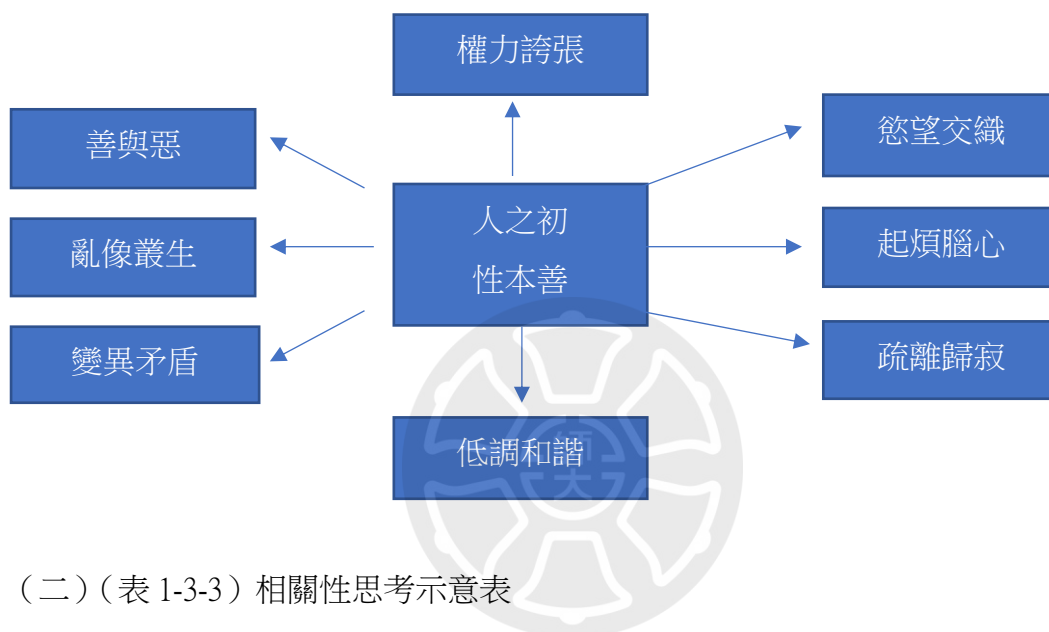 權力誇張
善與惡
慾望交織
人之初
性本善
亂像叢生
起煩腦心
變異矛盾
疏離歸寂
低調和諧
師
大
（二）（表 1-3-3）相關性思考示意表